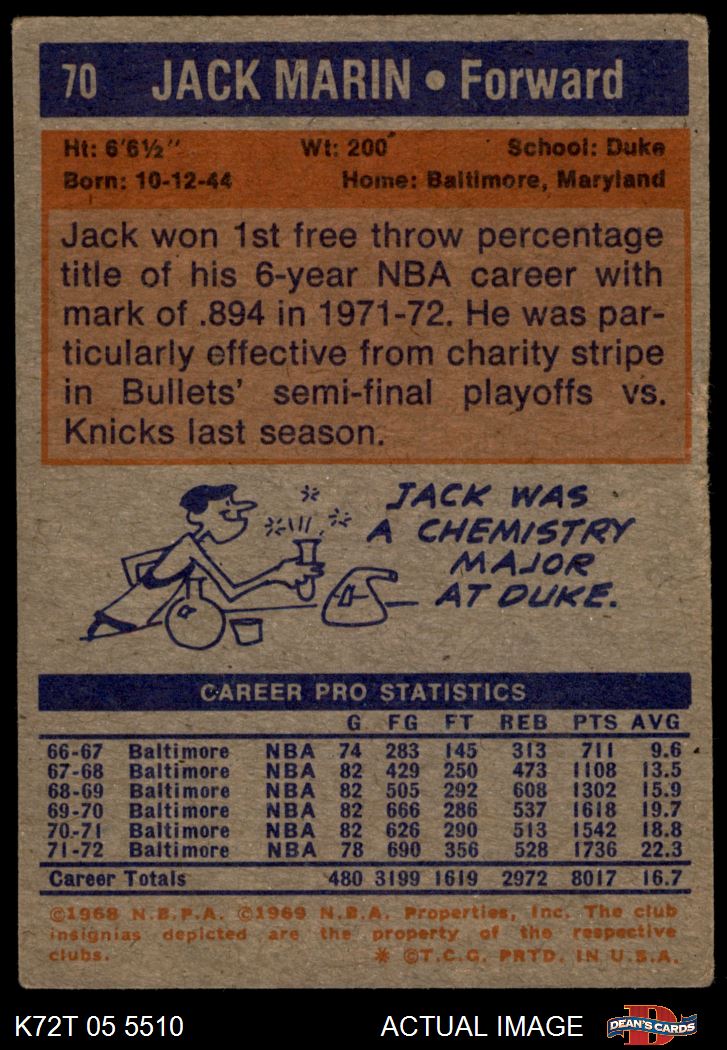 70 JACK MARIN • Forward
Ht: 6'6½" Wt: 200 School: Duke
Born: 10-12-44 Home: Baltimore, Maryland
Jack won 1st free throw percentage
title of his 6-year NBA career with
mark of .894 in 1971-72. He was par-
ticularly effective from charity stripe
in Bullets' semi-final playoffs vs.
Knicks last season.
JACK WAS
A CHEMISTRY
MAJOR
AT DUKE.
CAREER PRO STATISTICS
G FG FT REB PTS AVG
66-67 Baltimore NBA 74 283 145 313 711 9.6
67-68 Baltimore NBA 82 429 250 473 1108 13.5
68-69 Baltimore NBA 82 505 292 608 1302 15.9
69-70 Baltimore NBA 82 666 286 537 1618 19.7
70-71 Baltimore NBA 82 626 290 513 1542 18.8
71-72 Baltimore NBA 78 690 356 528 1736 22.3
Career Totals 480 3199 1619 2972 8017 16.7
©1968 N.B.P.A. ©1969 N.B.A. Properties, Inc. The club
insignias depicted are the property of the respective
clubs. * ©T.C.G. PRTD. IN U.S.A.
K72T 05 5510 ACTUAL IMAGE DEAN'S CARDS